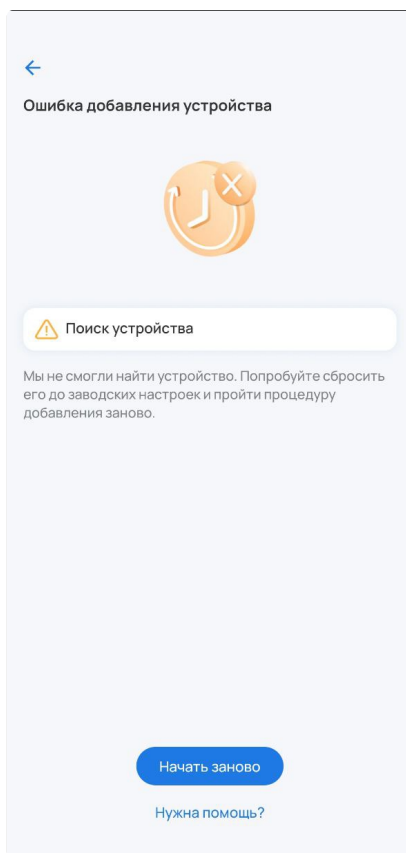 Ошибка добавления устройства
Поиск устройства
Мы не смогли найти устройство. Попробуйте сбросить
его до заводских настроек и пройти процедуру
добавления заново.
Начать заново
Нужна помощь?